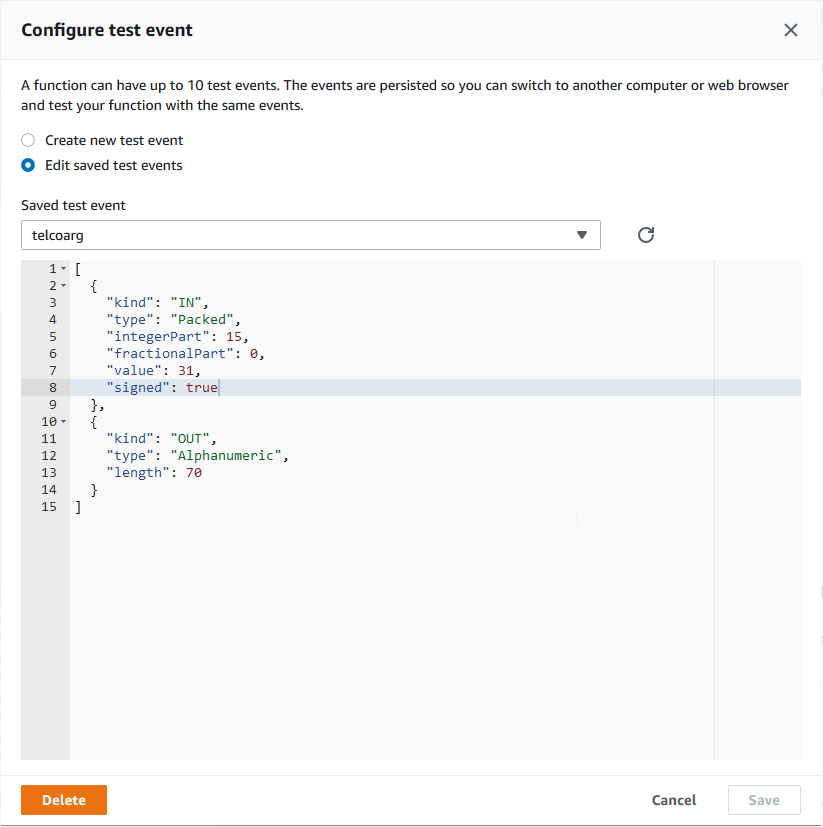 Configure test event
A function can have up to 10 test events. The events are persisted so you can switch to another computer or web browser
and test your function with the same events.
Create new test event
Edit saved test events
Saved test event
telcoarg
1 [
2 {
3 "kind": "IN",
4 "type": "Packed",
5 "integerPart": 15,
6 "fractionalPart": 0,
7 "value": 31,
8 "signed": true
9 },
10 {
11 "kind": "OUT",
12 "type": "Alphanumeric",
13 "length": 70
14 }
15 ]
Delete Cancel Save